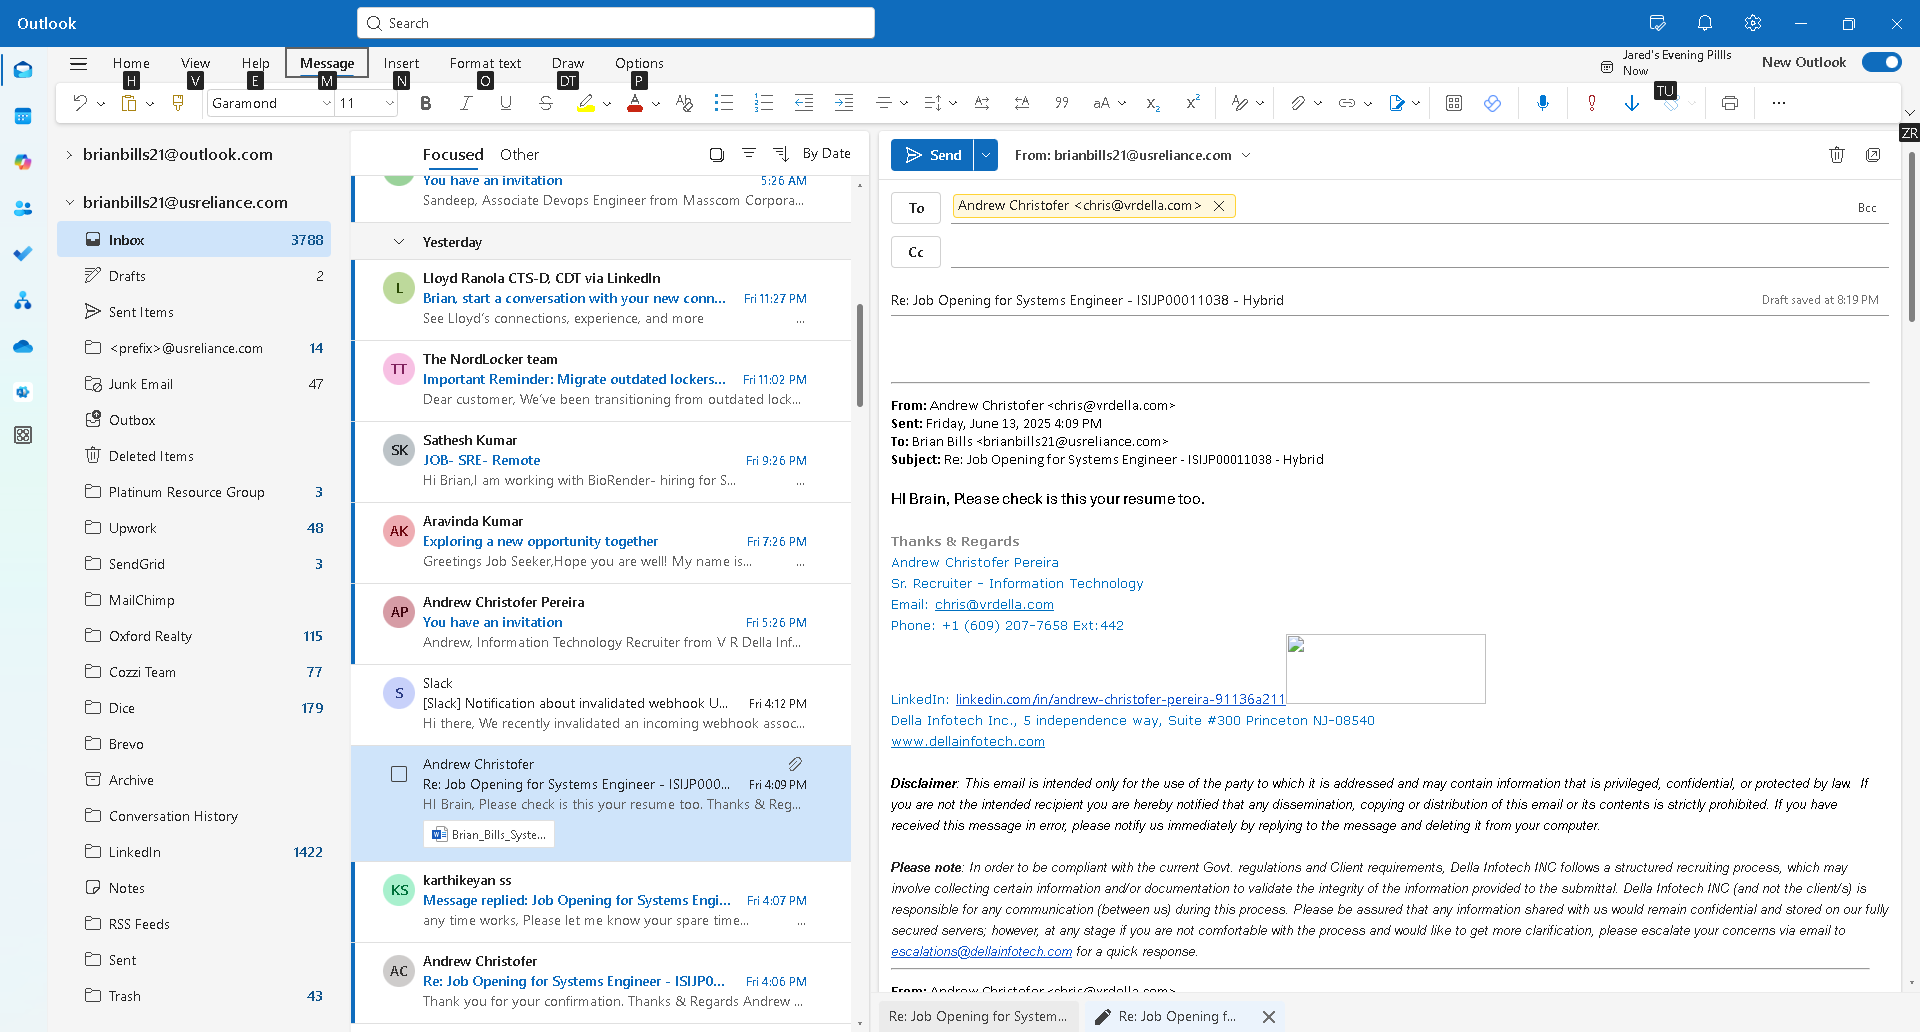 Outlook
Search
Home
View
Help
Message
Insert
Format text
Draw
Options
H
V
E
M
N
O
DT
P
Jared's Evening Pillls
Now
New Outlook
TU
ZR
Garamond
11
brianbills21@outlook.com
brianbills21@usreliance.com
Inbox 3788
Drafts 2
Sent Items
<prefix>@usreliance.com 14
Junk Email 47
Outbox
Deleted Items
Platinum Resource Group 3
Upwork 48
SendGrid 3
MailChimp
Oxford Realty 115
Cozzi Team 77
Dice 179
Brevo
Archive
Conversation History
LinkedIn 1422
Notes
RSS Feeds
Sent
Trash 43
Focused Other By Date
You have an invitation 5:26 AM
Sandeep, Associate Devops Engineer from Masscom Corpora...
Yesterday
L
Lloyd Ranola CTS-D, CDT via LinkedIn
Brian, start a conversation with your new conn... Fri 11:27 PM
See Lloyd's connections, experience, and more ...
TT
The NordLocker team
Important Reminder: Migrate outdated lockers... Fri 11:02 PM
Dear customer, We've been transitioning from outdated lock...
SK
Sathesh Kumar
JOB- SRE- Remote Fri 9:26 PM
Hi Brian,I am working with BioRender- hiring for S... ...
AK
Aravinda Kumar
Exploring a new opportunity together Fri 7:26 PM
Greetings Job Seeker,Hope you are well! My name is... ...
AP
Andrew Christofer Pereira
You have an invitation Fri 5:26 PM
Andrew, Information Technology Recruiter from V R Della Inf...
S
Slack
[Slack] Notification about invalidated webhook U... Fri 4:12 PM
Hi there, We recently invalidated an incoming webhook assoc...
Andrew Christofer
Re: Job Opening for Systems Engineer - ISIJP000... Fri 4:09 PM
HI Brain, Please check is this your resume too. Thanks & Reg...
Brian_Bills_Syste...
KS
karthikeyan ss
Message replied: Job Opening for Systems Engi... Fri 4:07 PM
any time works, Please let me know your spare time... ...
AC
Andrew Christofer
Re: Job Opening for Systems Engineer - ISIJP0... Fri 4:06 PM
Thank you for your confirmation. Thanks & Regards Andrew ...
Send
From: brianbills21@usreliance.com
To
Andrew Christofer <chris@vrdella.com>
Bcc
Cc
Re: Job Opening for Systems Engineer - ISIJP00011038 - Hybrid
Draft saved at 8:19 PM
From: Andrew Christofer <chris@vrdella.com>
Sent: Friday, June 13, 2025 4:09 PM
To: Brian Bills <brianbills21@usreliance.com>
Subject: Re: Job Opening for Systems Engineer - ISIJP00011038 - Hybrid
HI Brain, Please check is this your resume too.
Thanks & Regards
Andrew Christofer Pereira
Sr. Recruiter - Information Technology
Email: chris@vrdella.com
Phone: +1 (609) 207-7658 Ext:442
LinkedIn: linkedin.com/in/andrew-christofer-pereira-91136a211
Della Infotech Inc., 5 independence way, Suite #300 Princeton NJ-08540
www.dellainfotech.com
Disclaimer: This email is intended only for the use of the party to which it is addressed and may contain information that is privileged, confidential, or protected by law. If
you are not the intended recipient you are hereby notified that any dissemination, copying or distribution of this email or its contents is strictly prohibited. If you have
received this message in error, please notify us immediately by replying to the message and deleting it from your computer.
Please note: In order to be compliant with the current Govt. regulations and Client requirements, Della Infotech INC follows a structured recruiting process, which may
involve collecting certain information and/or documentation to validate the integrity of the information provided to the submittal. Della Infotech INC (and not the client/s) is
responsible for any communication (between us) during this process. Please be assured that any information shared with us would remain confidential and stored on our fully
secured servers; however, at any stage if you are not comfortable with the process and would like to get more clarification, please escalate your concerns via email to
escalations@dellainfotech.com for a quick response.
From: Andrew Christofer <chris@vrdella.com>
Re: Job Opening for System...
Re: Job Opening f...